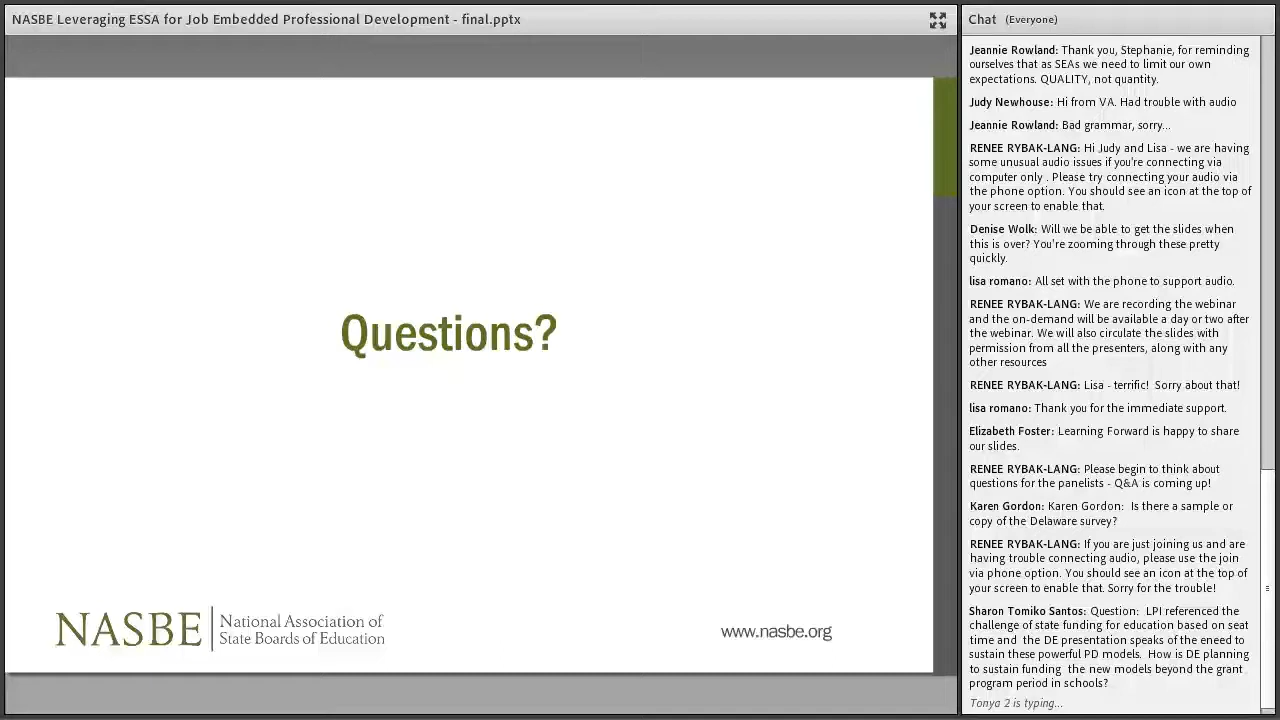 NASBE Leveraging ESSA for Job Embedded Professional Development - final.pptx
Questions?
NASBE
National Association of
State Boards of Education
www.nasbe.org
Chat (Everyone)
Jeannie Rowland: Thank you, Stephanie, for reminding
ourselves that as SEAs we need to limit our own
expectations. QUALITY, not quantity.
Judy Newhouse: Hi from VA. Had trouble with audio
Jeannie Rowland: Bad grammar, sorry...
RENEE RYBAK-LANG: Hi Judy and Lisa - we are having
some unusual audio issues if you're connecting via
computer only . Please try connecting your audio via
the phone option. You should see an icon at the top of
your screen to enable that.
Denise Wolk: Will we be able to get the slides when
this is over? You're zooming through these pretty
quickly.
lisa romano: All set with the phone to support audio.
RENEE RYBAK-LANG: We are recording the webinar
and the on-demand will be available a day or two after
the webinar. We will also circulate the slides with
permission from all the presenters, along with any
other resources
RENEE RYBAK-LANG: Lisa - terrific! Sorry about that!
lisa romano: Thank you for the immediate support.
Elizabeth Foster: Learning Forward is happy to share
our slides.
RENEE RYBAK-LANG: Please begin to think about
questions for the panelists - Q&A is coming up!
Karen Gordon: Karen Gordon: Is there a sample or
copy of the Delaware survey?
RENEE RYBAK-LANG: If you are just joining us and are
having trouble connecting audio, please use the join
via phone option. You should see an icon at the top of
your screen to enable that. Sorry for the trouble!
Sharon Tomiko Santos: Question: LPI referenced the
challenge of state funding for education based on seat
time and the DE presentation speaks of the eneed to
sustain these powerful PD models. How is DE planning
to sustain funding the new models beyond the grant
program period in schools?
Tonya 2 is typing...